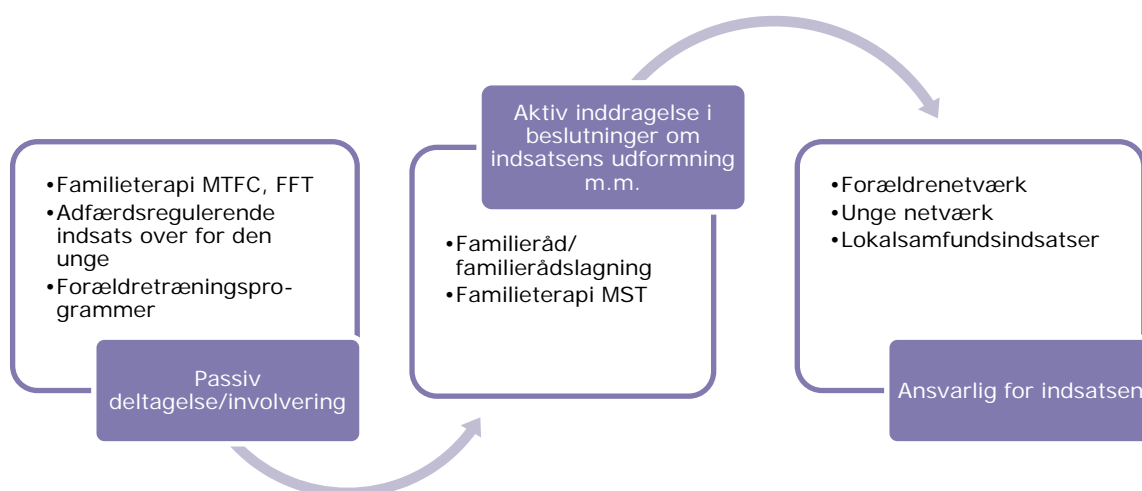 •Familieterapi MTFC, FFT
•Adfærdsregulerende
indsats over for den
unge
•Forældretræningspro-
grammer
Passiv
deltagelse/involvering
Aktiv inddragelse i
beslutninger om
indsatsens udformning
m.m.
•Familieråd/
familierådslagning
•Familieterapi MST
•Forældrenetværk
•Unge netværk
•Lokalsamfundsindsatser
Ansvarlig for indsatsen